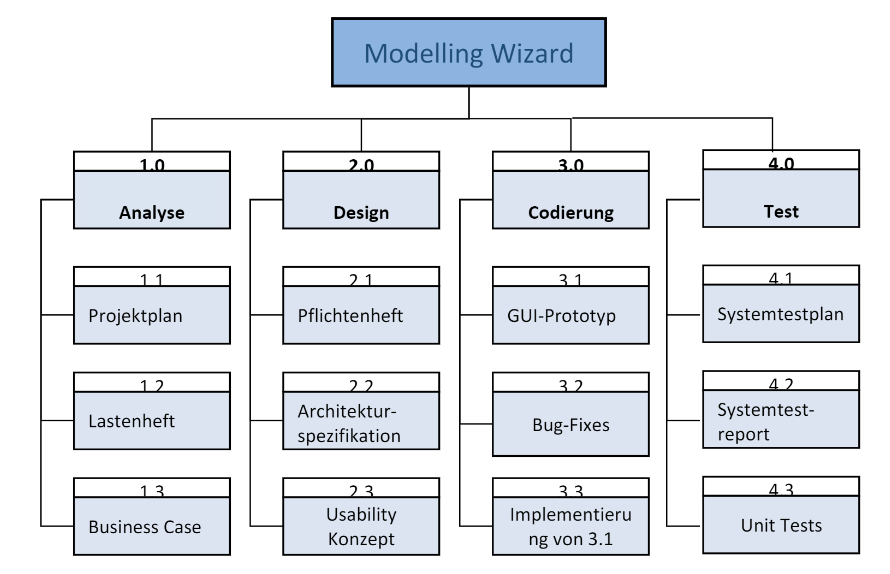 Modelling Wizard
1.0
Analyse
1.1
Projektplan
1.2
Lastenheft
1.3
Business Case
2.0
Design
2.1
Pflichtenheft
2.2
Architektur-
spezifikation
2.3
Usability
Konzept
3.0
Codierung
3.1
GUI-Prototyp
3.2
Bug-Fixes
3.3
Implementieru
ng von 3.1
4.0
Test
4.1
Systemtestplan
4.2
Systemtest-
report
4.3
Unit Tests